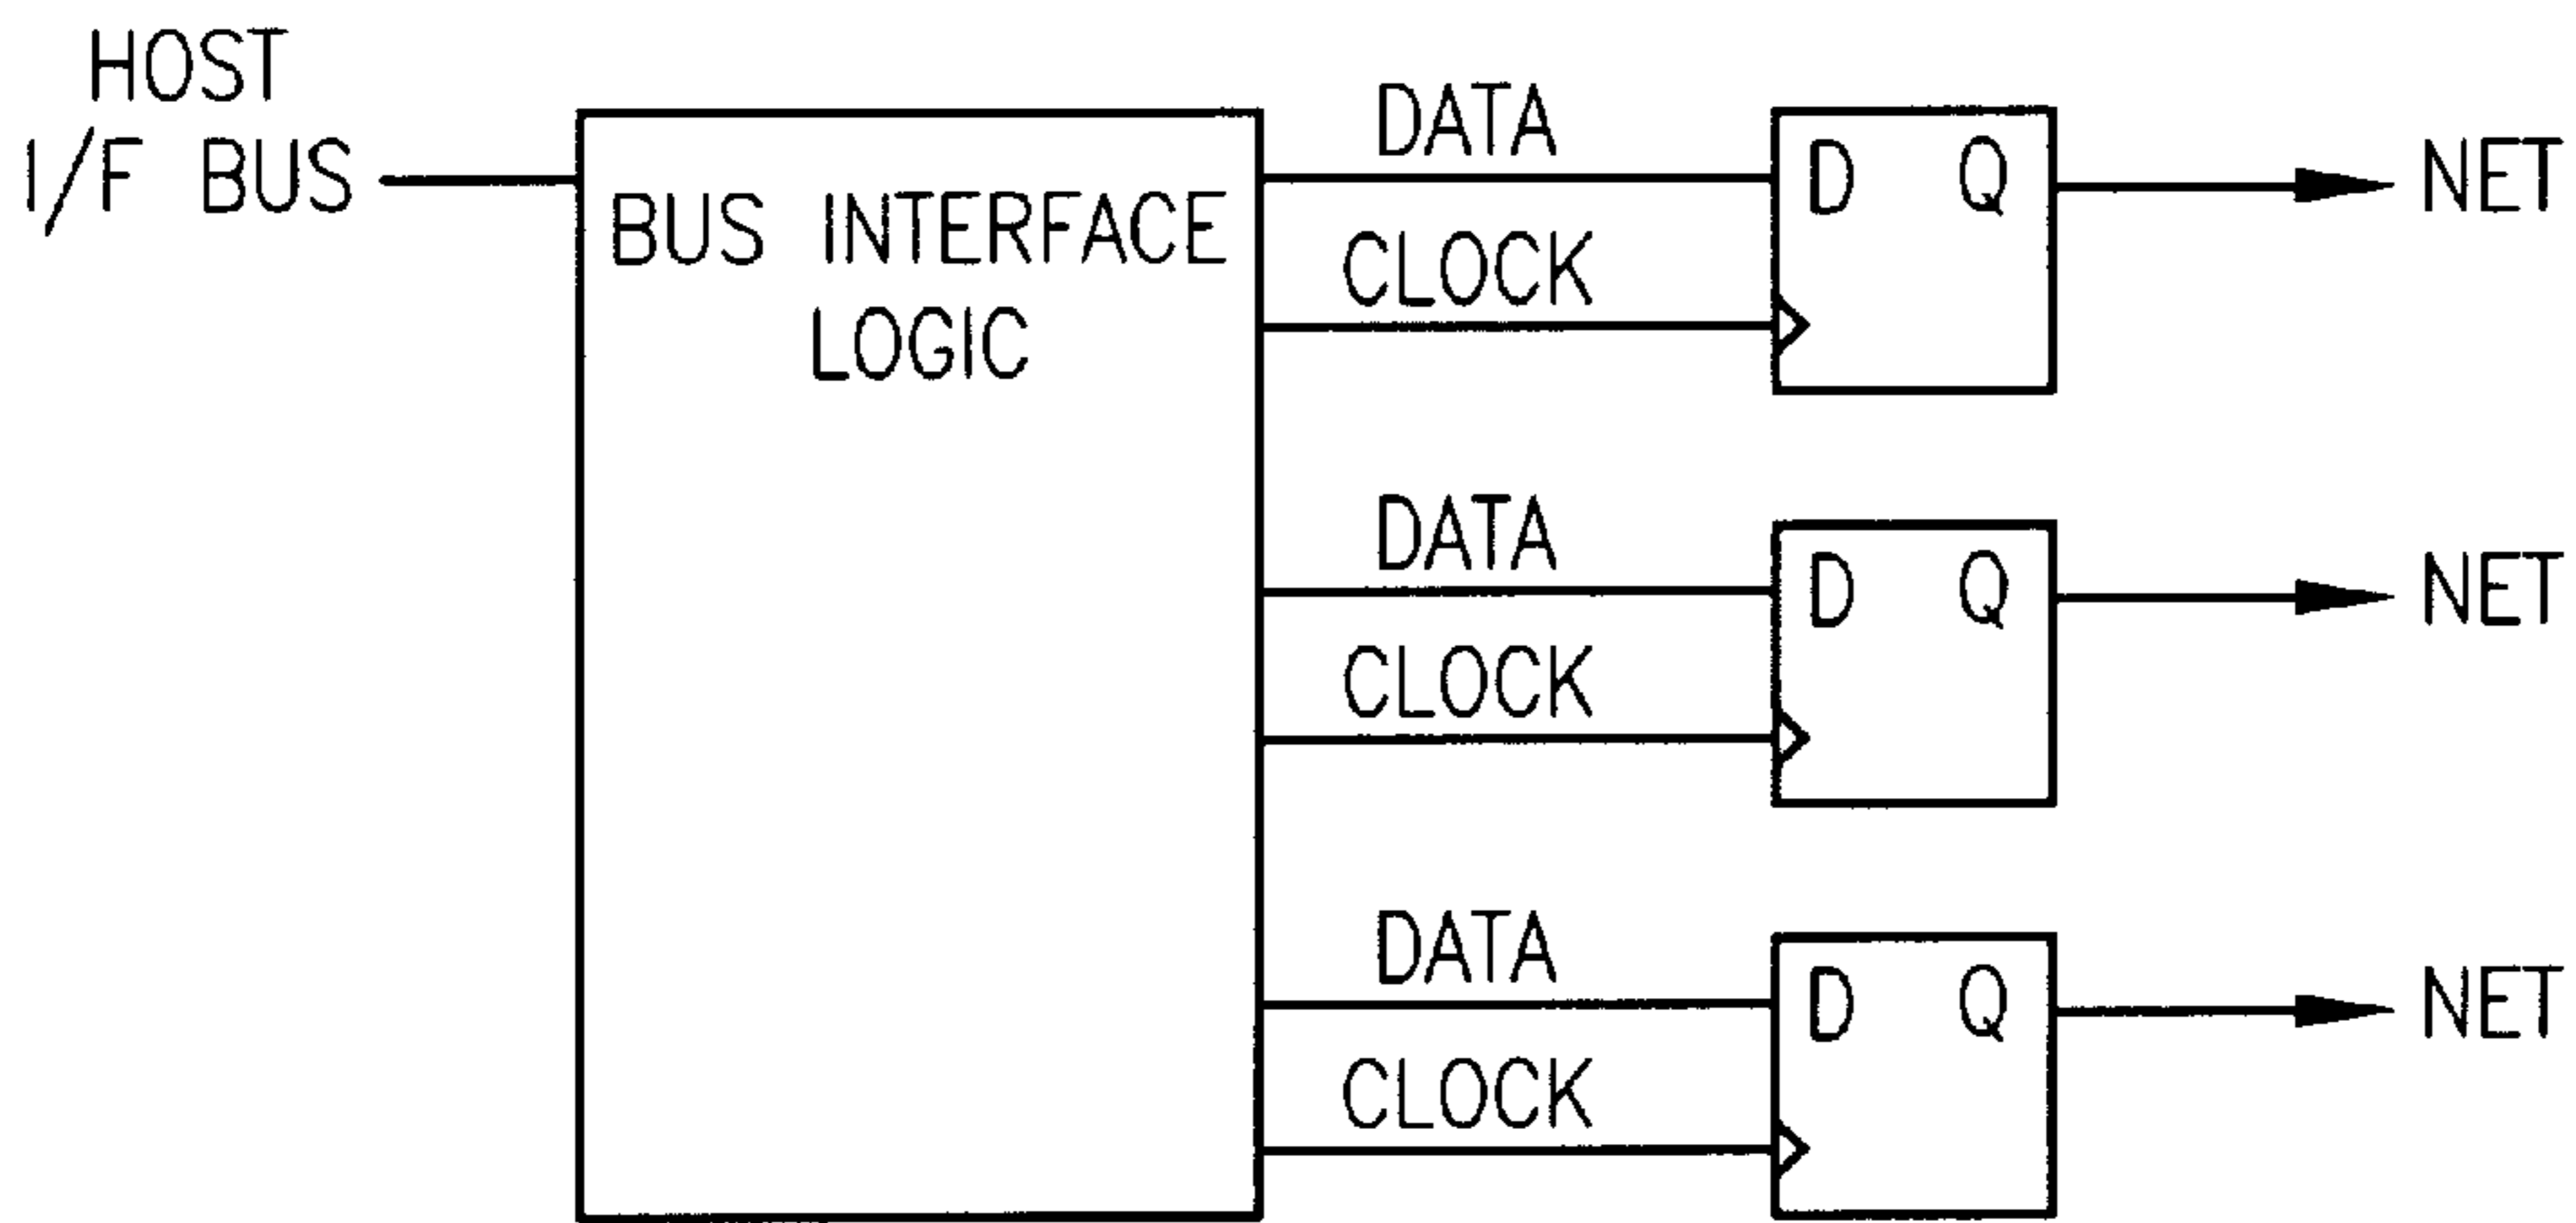 HOST
I/F BUS
BUS INTERFACE
LOGIC
DATA
CLOCK
D Q
NET
DATA
CLOCK
D Q
NET
DATA
CLOCK
D Q
NET